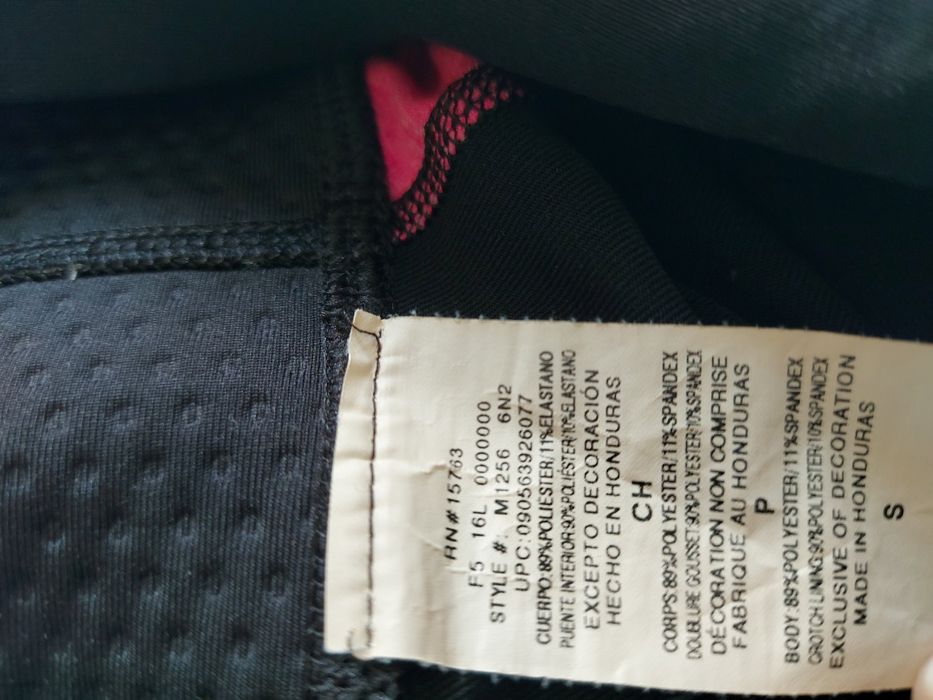 RN#15763
F5 16L 0000000
STYLE #: M1256 6N2
UPC:090563926077
CUERPO:89%POLIÉSTER/11%ELASTANO
PUENTE INTERIOR:90%POLIÉSTER/10%ELASTANO
EXCEPTO DECORACIÓN
HECHO EN HONDURAS
CH
CORPS:89%POLYESTER/11%SPANDEX
DOUBLURE GOUSSET:90%POLYESTER/10%SPANDEX
DÉCORATION NON COMPRISE
FABRIQUE AU HONDURAS
P
BODY:89%POLYESTER/11%SPANDEX
CROTCH LINING:90%POLYESTER/10%SPANDEX
EXCLUSIVE OF DECORATION
MADE IN HONDURAS
S